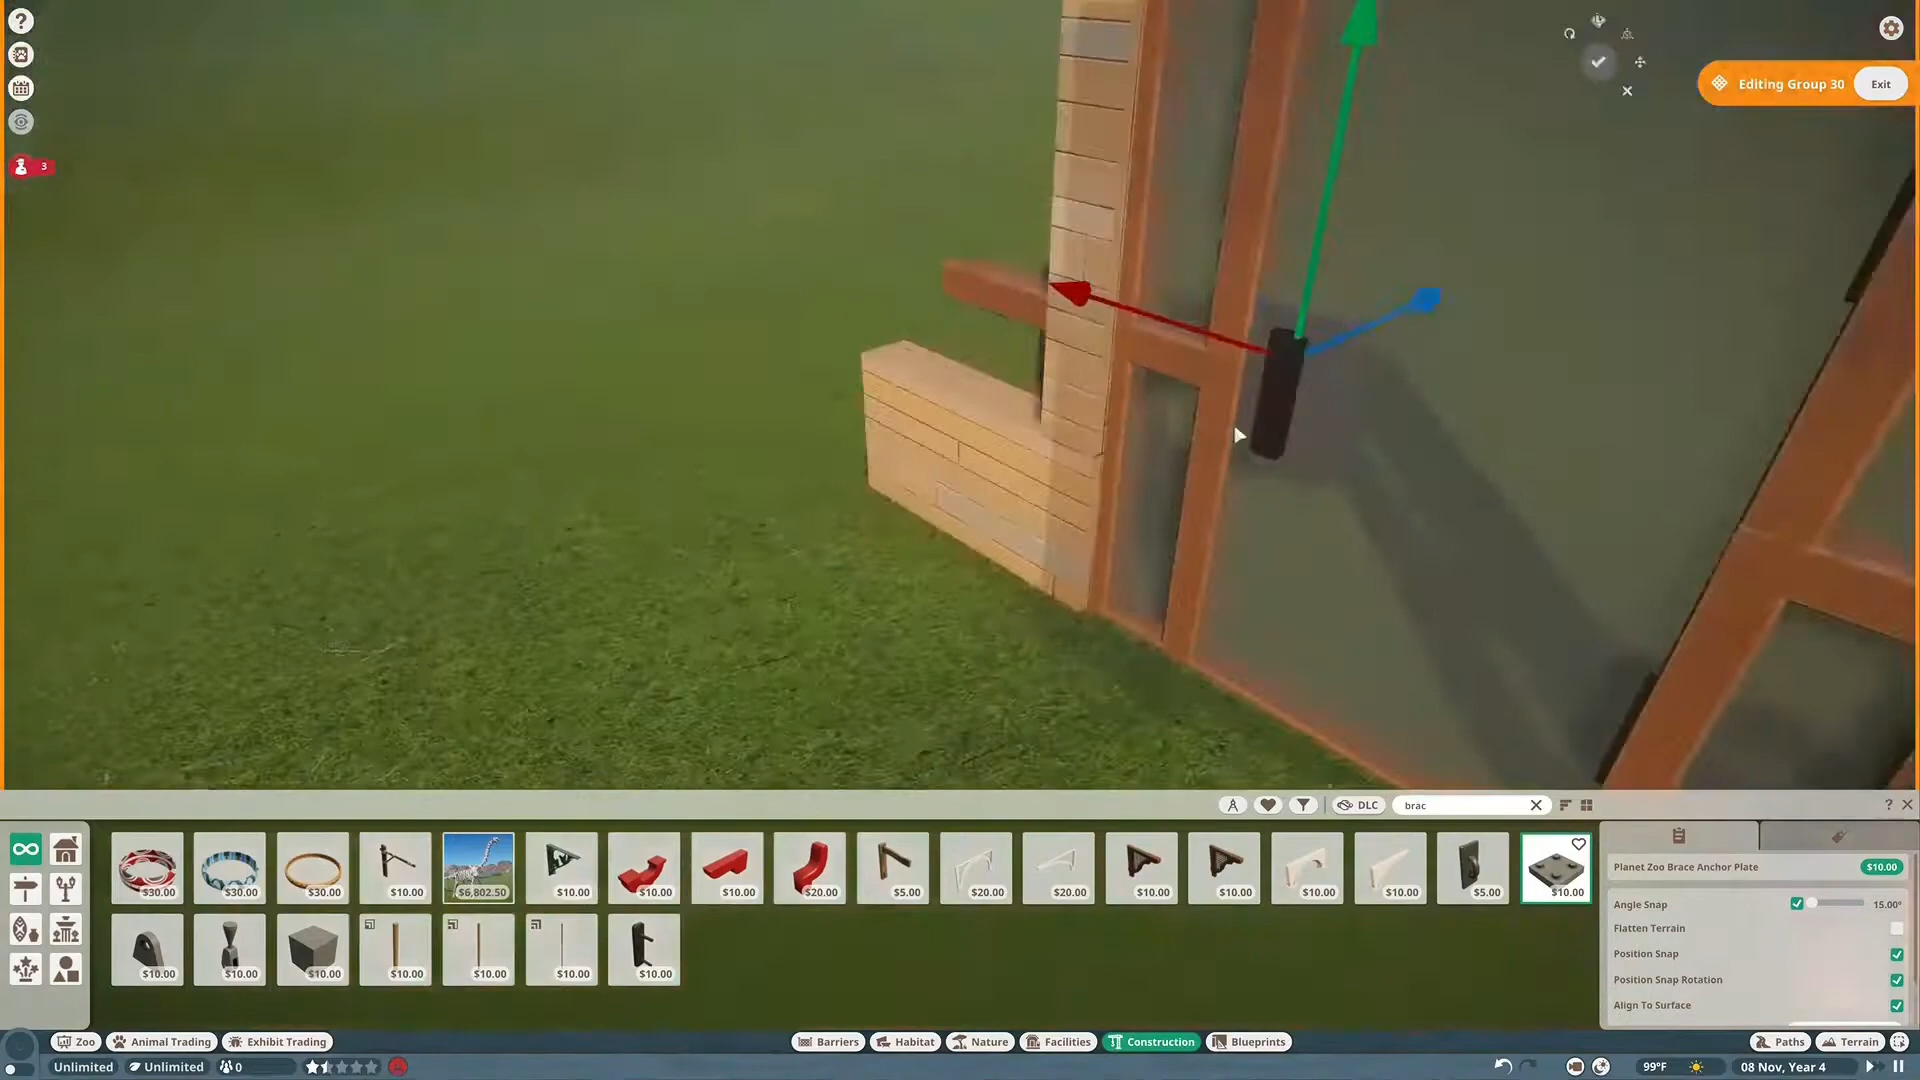 ?
Editing Group 30 Exit
3
DLC brac ?
$30.00 $30.00 $30.00 $10.00 $6,802.50 $10.00 $10.00 $10.00 $20.00 $5.00 $20.00 $20.00 $10.00 $10.00 $10.00 $10.00 $5.00 $10.00
$10.00 $10.00 $10.00 $10.00 $10.00 $10.00 $10.00
Planet Zoo Brace Anchor Plate $10.00
Angle Snap 15.00°
Flatten Terrain
Position Snap
Position Snap Rotation
Align To Surface
Zoo Animal Trading Exhibit Trading Barriers Habitat Nature Facilities Construction Blueprints Paths Terrain
Unlimited Unlimited 0 99°F 08 Nov, Year 4